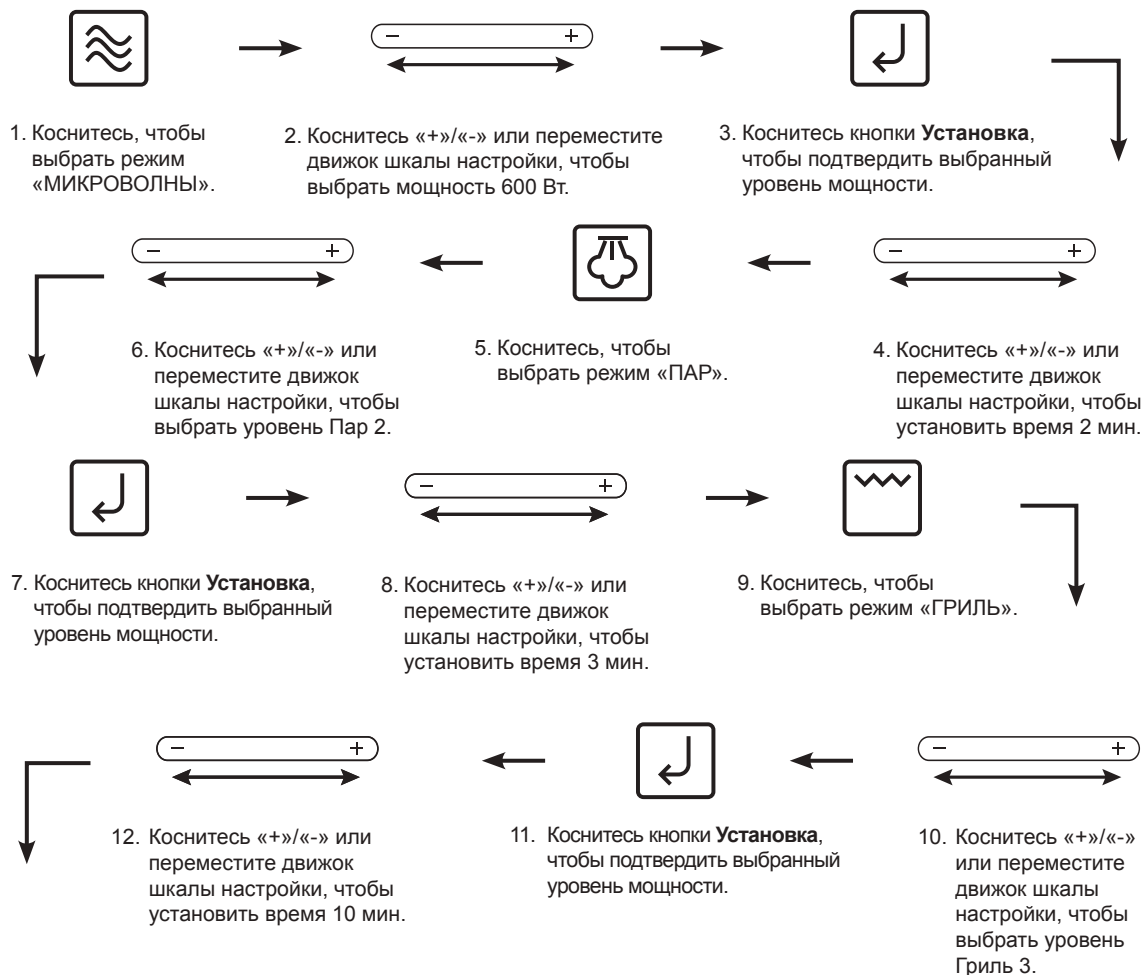 1. Коснитесь, чтобы
выбрать режим
«МИКРОВОЛНЫ».
2. Коснитесь «+»/«-» или переместите
движок шкалы настройки, чтобы
выбрать мощность 600 Вт.
3. Коснитесь кнопки Установка,
чтобы подтвердить выбранный
уровень мощности.
4. Коснитесь «+»/«-» или
переместите движок
шкалы настройки, чтобы
установить время 2 мин.
5. Коснитесь, чтобы
выбрать режим «ПАР».
6. Коснитесь «+»/«-» или
переместите движок
шкалы настройки, чтобы
выбрать уровень Пар 2.
7. Коснитесь кнопки Установка,
чтобы подтвердить выбранный
уровень мощности.
8. Коснитесь «+»/«-» или
переместите движок
шкалы настройки, чтобы
установить время 3 мин.
9. Коснитесь, чтобы
выбрать режим «ГРИЛЬ».
10. Коснитесь «+»/«-»
или переместите
движок шкалы
настройки, чтобы
выбрать уровень
Гриль 3.
11. Коснитесь кнопки Установка,
чтобы подтвердить выбранный
уровень мощности.
12. Коснитесь «+»/«-» или
переместите движок
шкалы настройки, чтобы
установить время 10 мин.